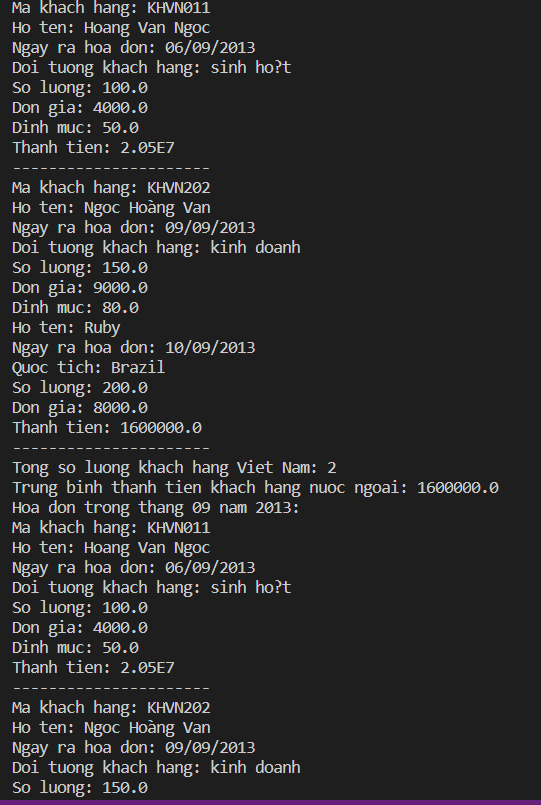 Ma khach hang: KHVN011
Ho ten: Hoang Van Ngoc
Ngay ra hoa don: 06/09/2013
Doi tuong khach hang: sinh ho?t
So luong: 100.0
Don gia: 4000.0
Dinh muc: 50.0
Thanh tien: 2.05E7
----------------------
Ma khach hang: KHVN202
Ho ten: Ngoc Hoàng Van
Ngay ra hoa don: 09/09/2013
Doi tuong khach hang: kinh doanh
So luong: 150.0
Don gia: 9000.0
Dinh muc: 80.0
Ho ten: Ruby
Ngay ra hoa don: 10/09/2013
Quoc tich: Brazil
So luong: 200.0
Don gia: 8000.0
Thanh tien: 1600000.0
----------------------
Tong so luong khach hang Viet Nam: 2
Trung binh thanh tien khach hang nuoc ngoai: 1600000.0
Hoa don trong thang 09 nam 2013:
Ma khach hang: KHVN011
Ho ten: Hoang Van Ngoc
Ngay ra hoa don: 06/09/2013
Doi tuong khach hang: sinh ho?t
So luong: 100.0
Don gia: 4000.0
Dinh muc: 50.0
Thanh tien: 2.05E7
----------------------
Ma khach hang: KHVN202
Ho ten: Ngoc Hoàng Van
Ngay ra hoa don: 09/09/2013
Doi tuong khach hang: kinh doanh
So luong: 150.0